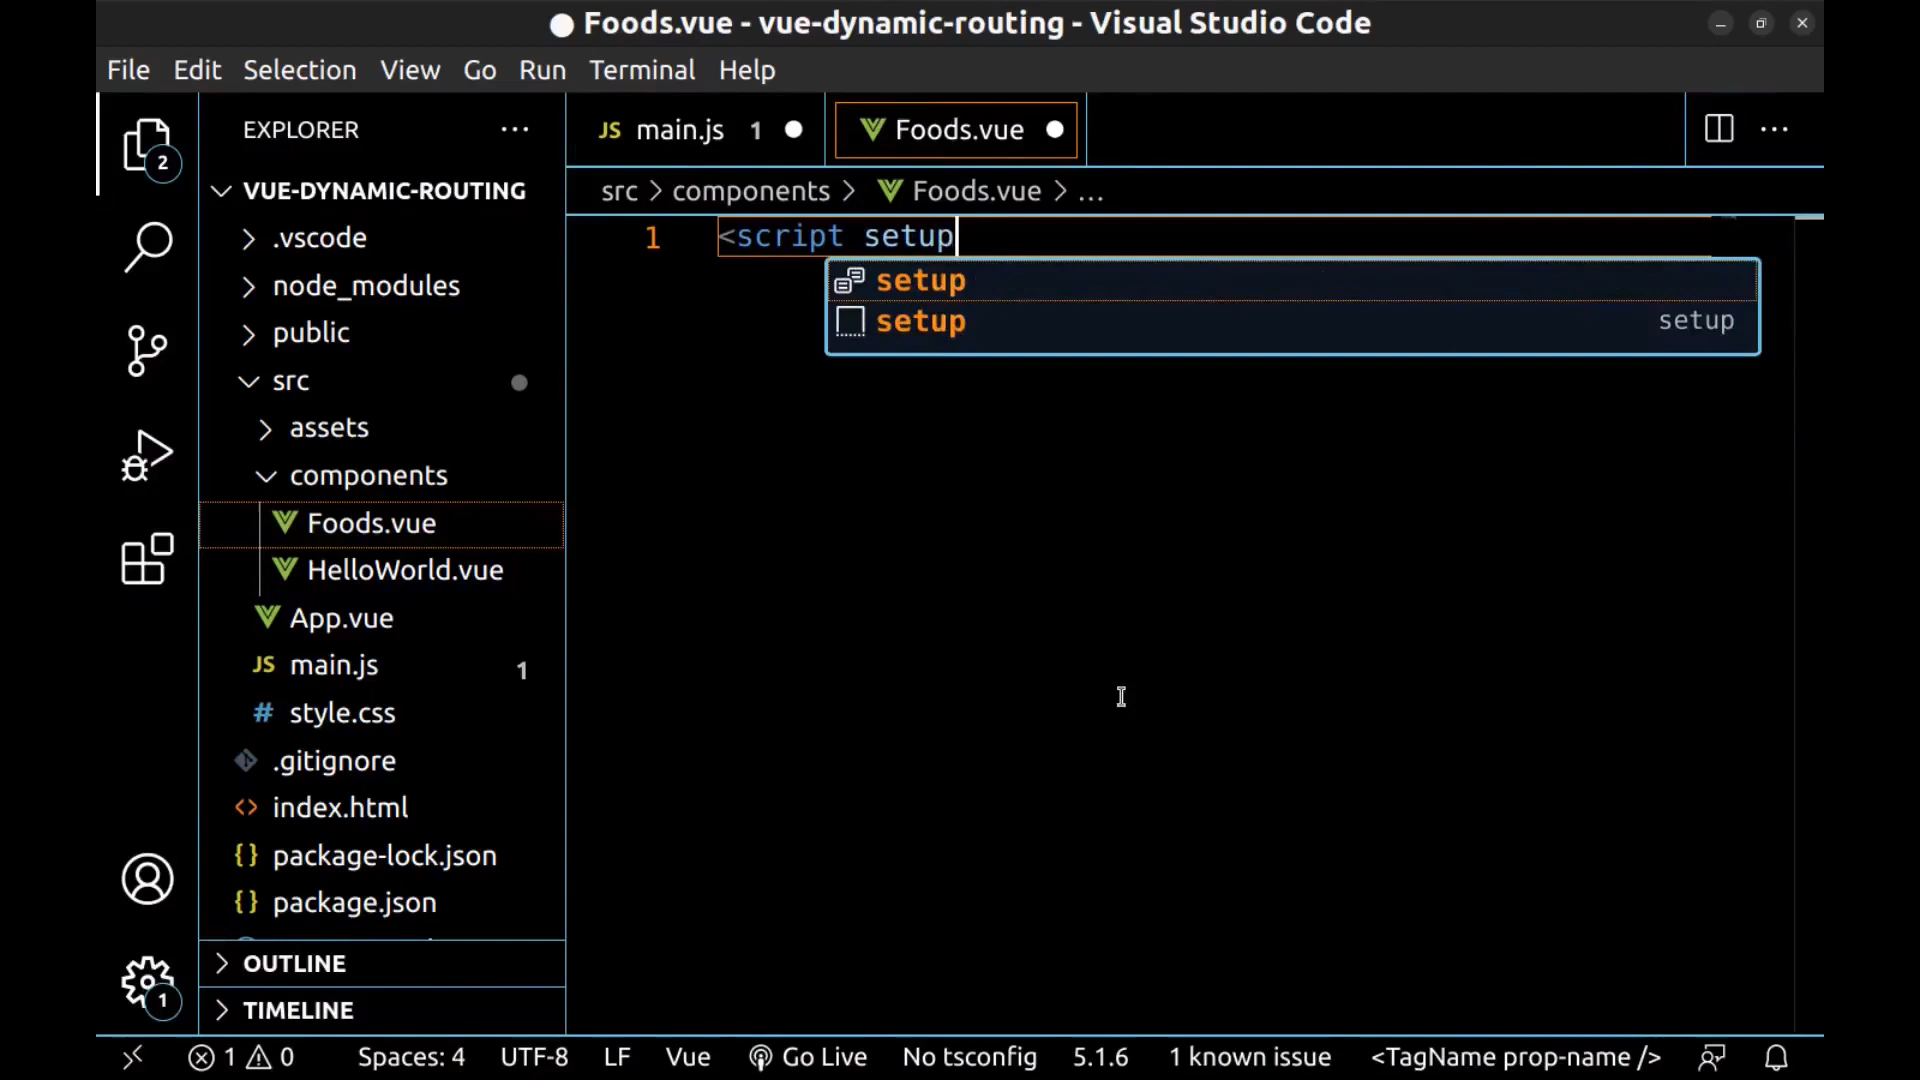 Foods.vue - vue-dynamic-routing - Visual Studio Code
File Edit Selection View Go Run Terminal Help
2
EXPLORER
VUE-DYNAMIC-ROUTING
.vscode
node_modules
public
src
assets
components
Foods.vue
HelloWorld.vue
App.vue
JS main.js 1
# style.css
.gitignore
<> index.html
{} package-lock.json
{} package.json
OUTLINE
TIMELINE
1
JS main.js 1
Foods.vue
src > components > Foods.vue > ...
1 <script setup
setup
setup setup
1 0 Spaces: 4 UTF-8 LF Vue Go Live No tsconfig 5.1.6 1 known issue <TagName prop-name />